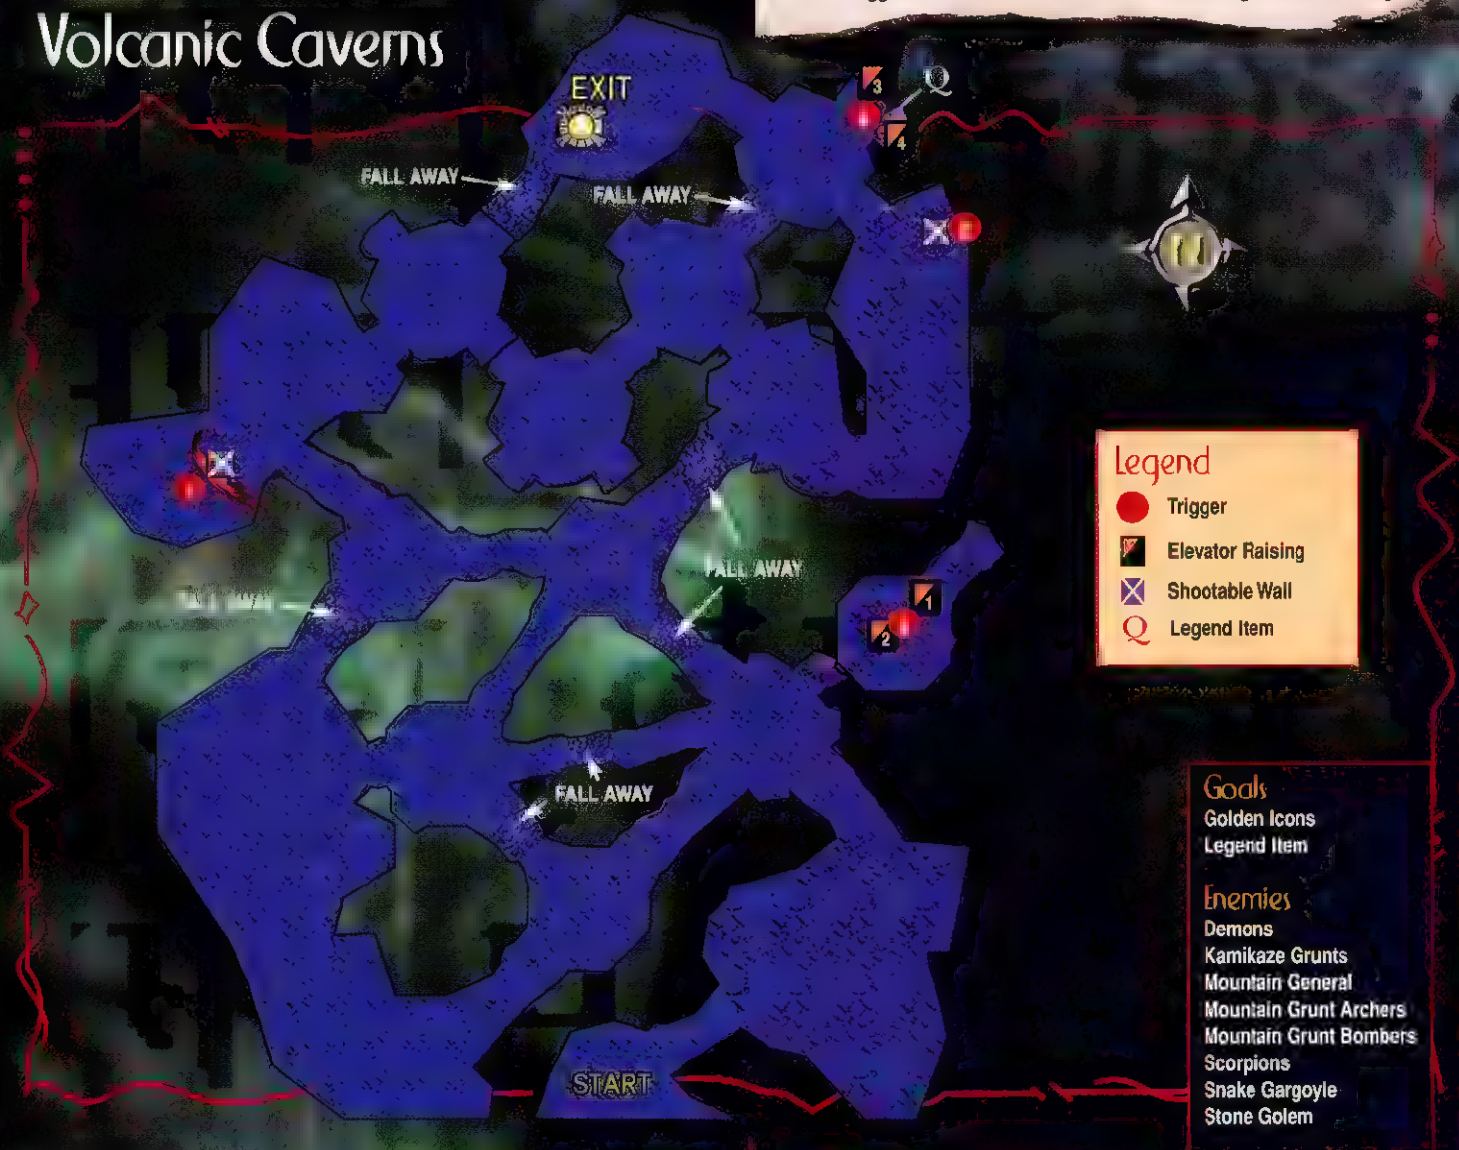 Volcanic Caverns
EXIT
3
Q
4
FALL AWAY
FALL AWAY
Legend
Trigger
Elevator Raising
Shootable Wall
Q Legend Item
FALL AWAY
1
2
FALL AWAY
START
Goals
Golden Icons
Legend Item
Enemies
Demons
Kamikaze Grunts
Mountain General
Mountain Grunt Archers
Mountain Grunt Bombers
Scorpions
Snake Gargoyle
Stone Golem